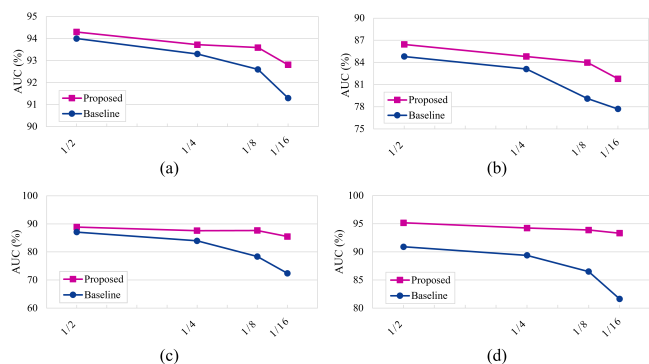 AUC (%)
95
94
93
92
91
90
Proposed
Baseline
1/2
1/4
1/8
1/16
(a)
AUC (%)
90
87
84
81
78
75
Proposed
Baseline
1/2
1/4
1/8
1/16
(b)
AUC (%)
100
90
80
70
60
Proposed
Baseline
1/2
1/4
1/8
1/16
(c)
AUC (%)
100
95
90
85
80
Proposed
Baseline
1/2
1/4
1/8
1/16
(d)